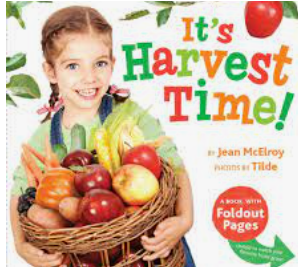 It's
Harvest
Time!
BY Jean McElroy
PHOTOS BY Tilde
A BOOK WITH
Foldout
Pages